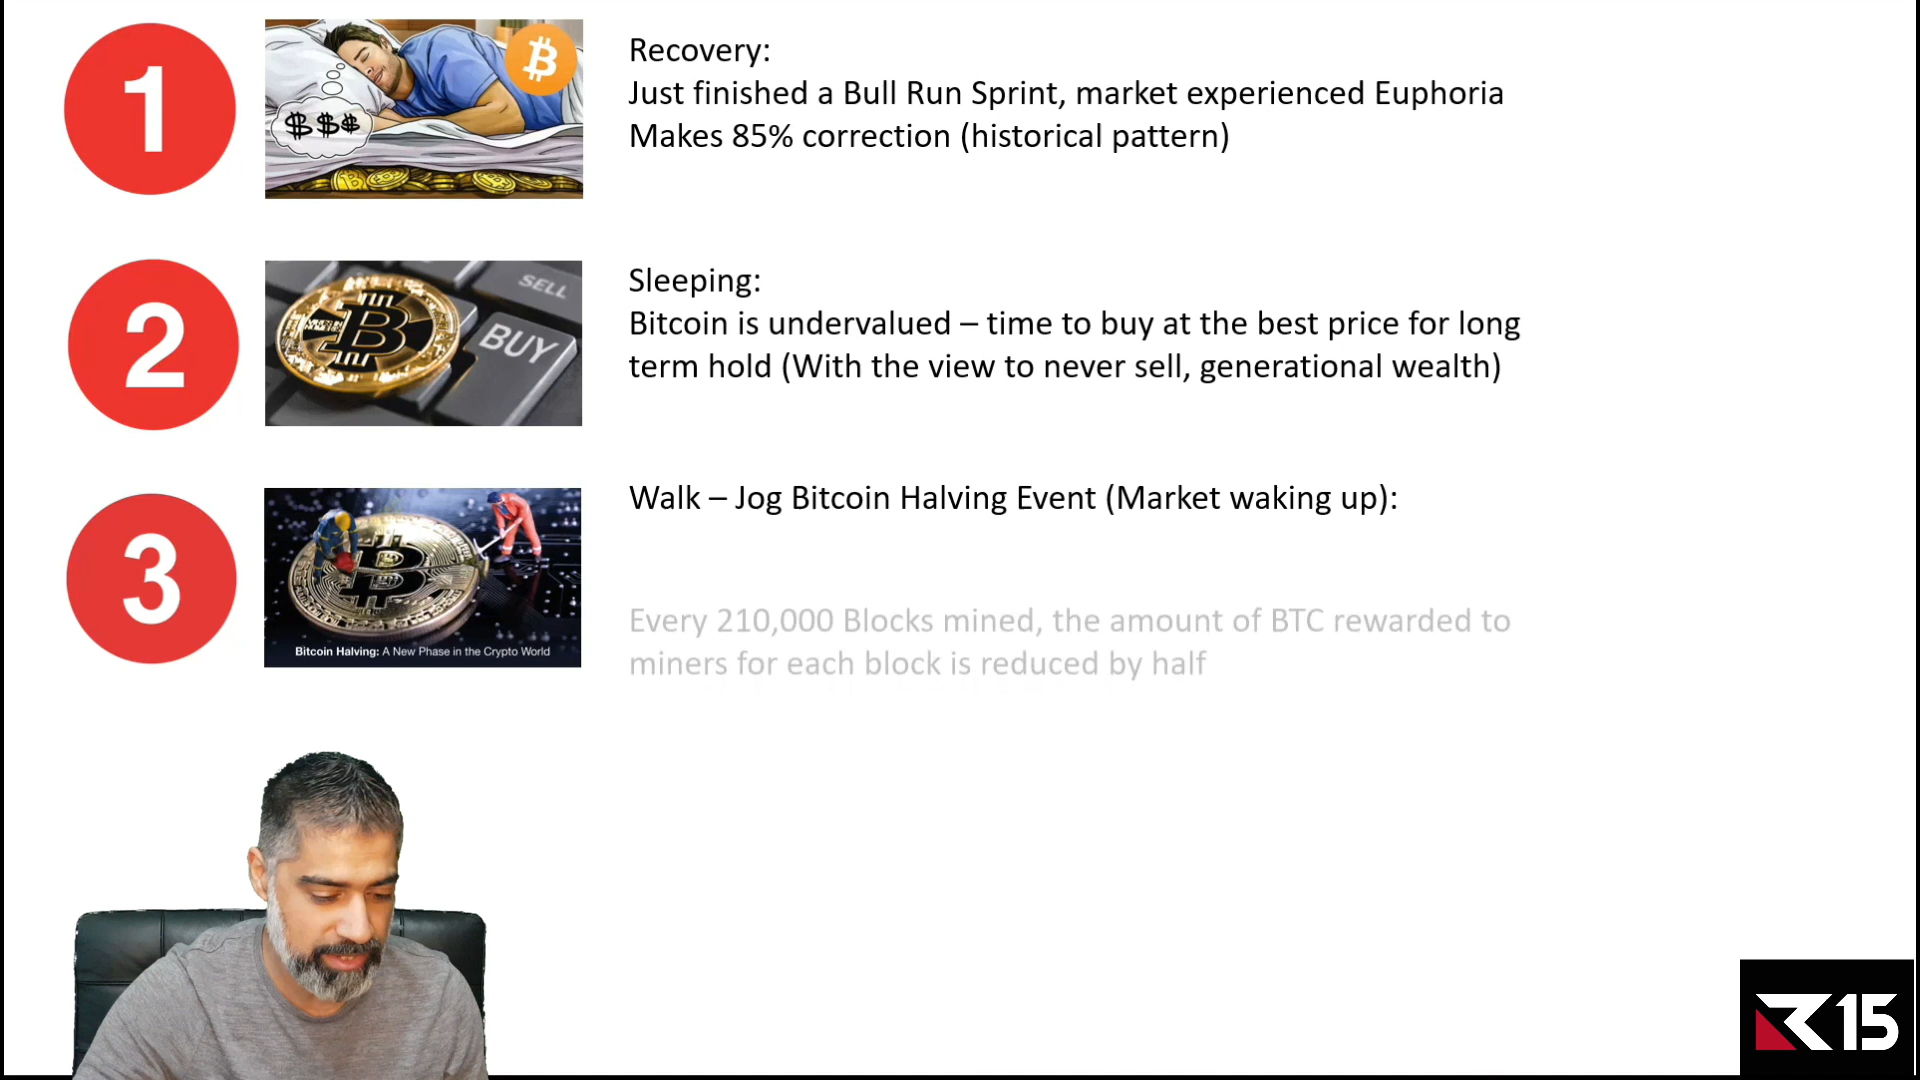 1
$$$
Recovery:
Just finished a Bull Run Sprint, market experienced Euphoria
Makes 85% correction (historical pattern)
2
SELL
BUY
Sleeping:
Bitcoin is undervalued – time to buy at the best price for long
term hold (With the view to never sell, generational wealth)
3
Bitcoin Halving: A New Phase in the Crypto World
Walk – Jog Bitcoin Halving Event (Market waking up):
Every 210,000 Blocks mined, the amount of BTC rewarded to
miners for each block is reduced by half
R15